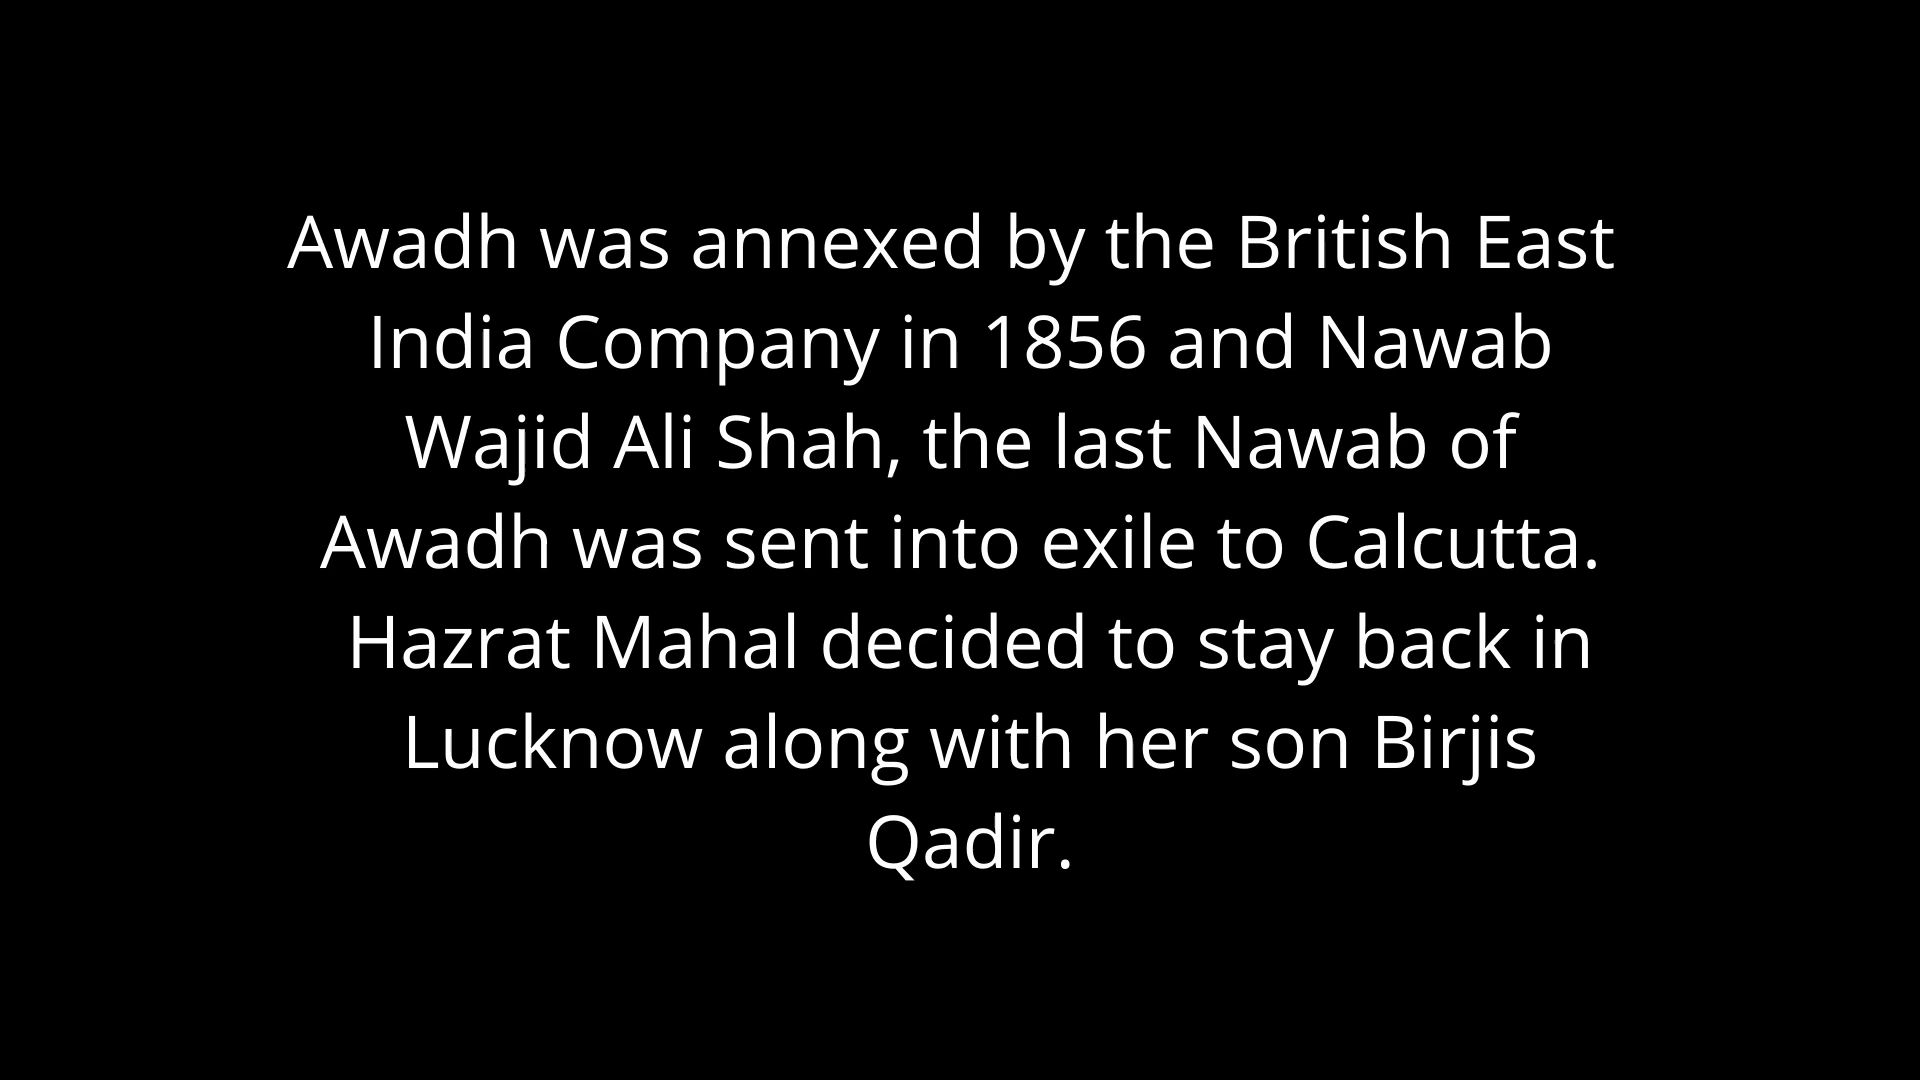 Awadh was annexed by the British East
India Company in 1856 and Nawab
Wajid Ali Shah, the last Nawab of
Awadh was sent into exile to Calcutta.
Hazrat Mahal decided to stay back in
Lucknow along with her son Birjis
Qadir.